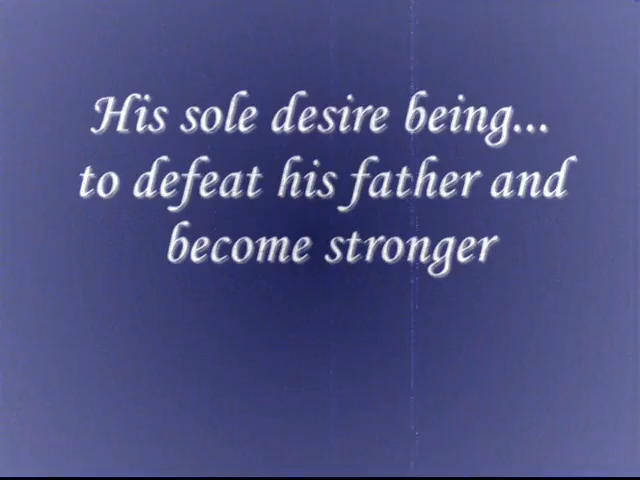 His sole desire being...
to defeat his father and
become stronger